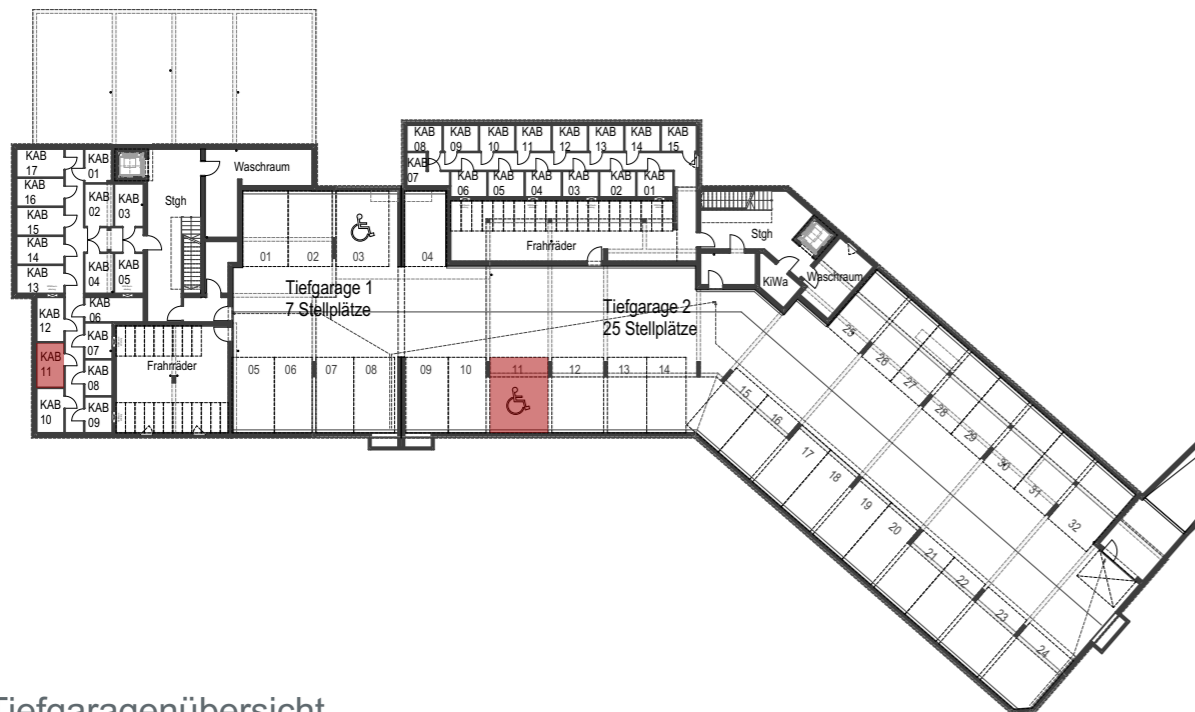 KAB 17
KAB 16
KAB 15
KAB 14
KAB 13
KAB 12
KAB 11
KAB 10
KAB 01
KAB 02
KAB 03
KAB 04
KAB 05
KAB 06
KAB 07
KAB 08
KAB 09
Stgh
Waschraum
Frahrräder
01
02
03
04
Tiefgarage 1
7 Stellplätze
05
06
07
08
KAB 08
KAB 09
KAB 10
KAB 11
KAB 12
KAB 13
KAB 14
KAB 15
KAB 07
KAB 06
KAB 05
KAB 04
KAB 03
KAB 02
KAB 01
Frahrräder
Stgh
KiWa
Waschraum
Tiefgarage 2
25 Stellplätze
09
10
11
12
13
14
15
16
17
18
19
20
21
22
23
24
25
26
27
28
29
30
31
32
Tiefgaragenübersicht